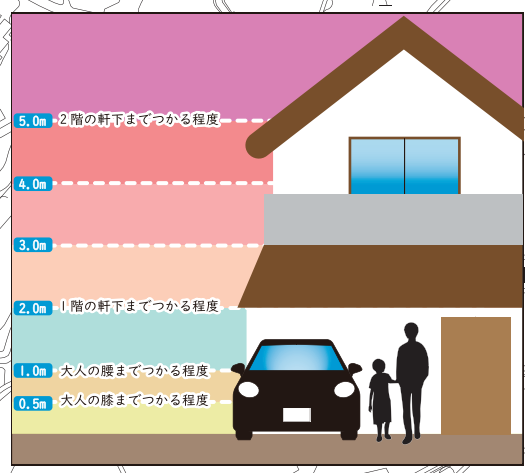 5.0m 2階の軒下までつかる程度
4.0m
3.0m
2.0m 1階の軒下までつかる程度
1.0m 大人の腰までつかる程度
0.5m 大人の膝までつかる程度